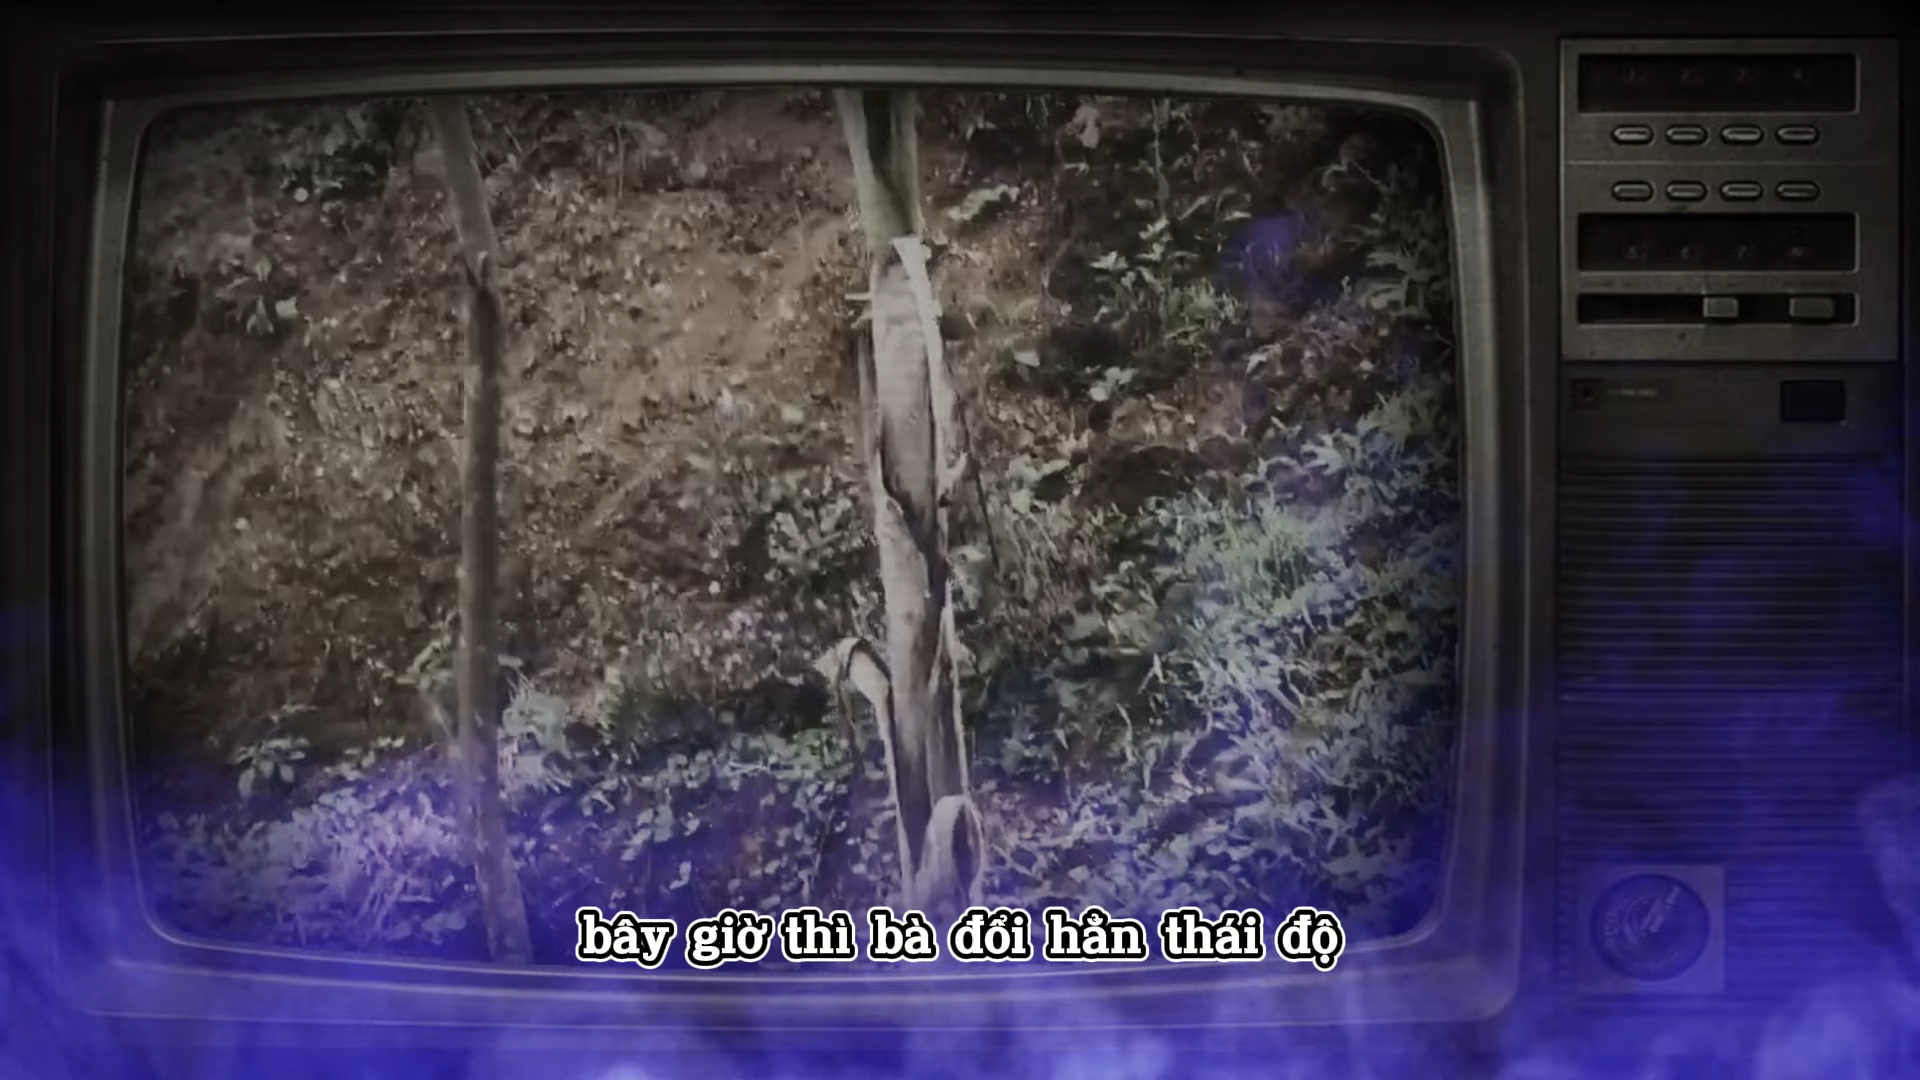 bây giờ thì bà đổi hẳn thái độ